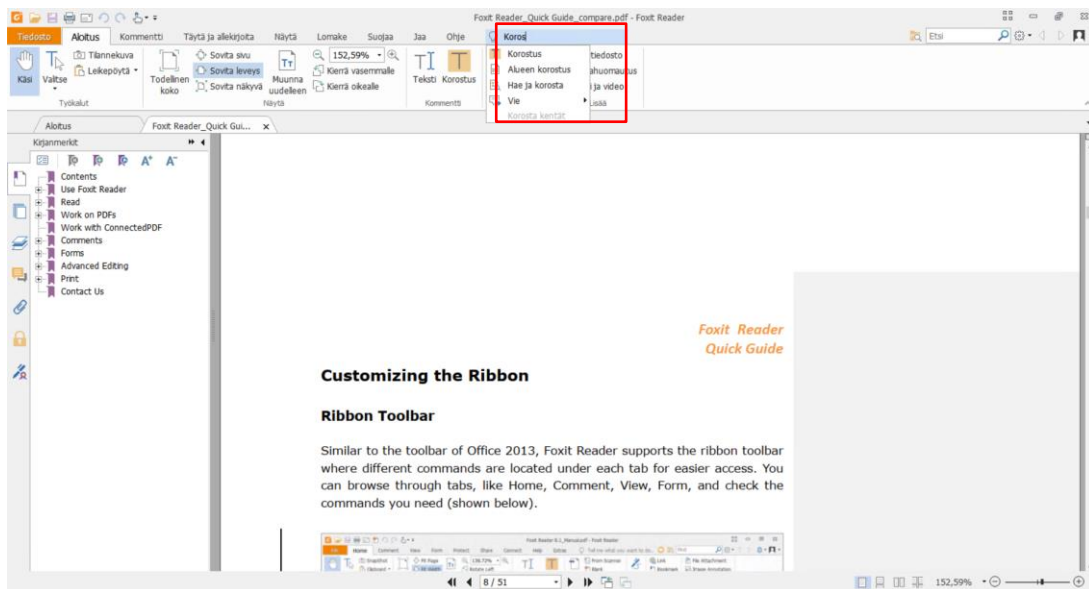 Foxit Reader_Quick Guide_compare.pdf - Foxit Reader
Tiedosto Aloitus Kommentti Täytä ja allekirjoita Näytä Lomake Suojaa Jaa Ohje Koros Etsi
Käsi Valitse Tilannekuva Leikepöytä
Todellinen koko Sovita sivu Sovita leveys Sovita näkyvä
Muunna uudelleen 152,59% Kierrä vasemmalle Kierrä oikealle
Teksti Korostus
Korostus
Alueen korostus
Hae ja korosta
Vie
Korosta kentät
tiedosto
ja video
Lisää
Työkalut Näytä Kommentti
Aloitus Foxit Reader_Quick Gui... x
Kirjanmerkit
Contents
Use Foxit Reader
Read
Work on PDFs
Work with ConnectedPDF
Comments
Forms
Advanced Editing
Print
Contact Us
Foxit Reader
Quick Guide
Customizing the Ribbon
Ribbon Toolbar
Similar to the toolbar of Office 2013, Foxit Reader supports the ribbon toolbar
where different commands are located under each tab for easier access. You
can browse through tabs, like Home, Comment, View, Form, and check the
commands you need (shown below).
8 / 51
152,59%